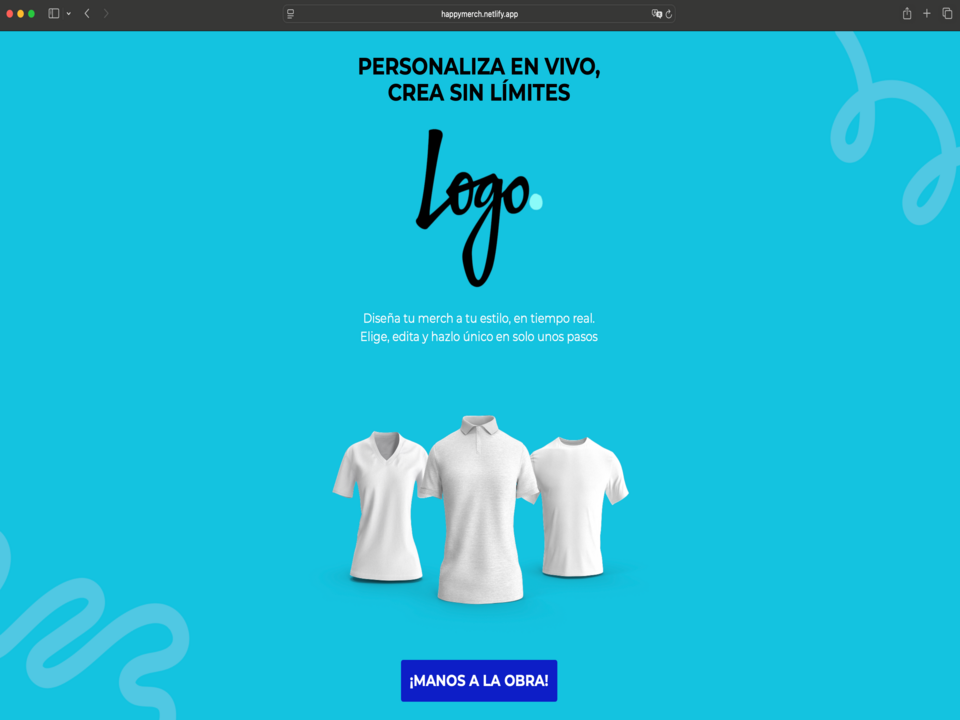 happymerch.netlify.app
PERSONALIZA EN VIVO,
CREA SIN LÍMITES
Logo.
Diseña tu merch a tu estilo, en tiempo real.
Elige, edita y hazlo único en solo unos pasos
¡MANOS A LA OBRA!